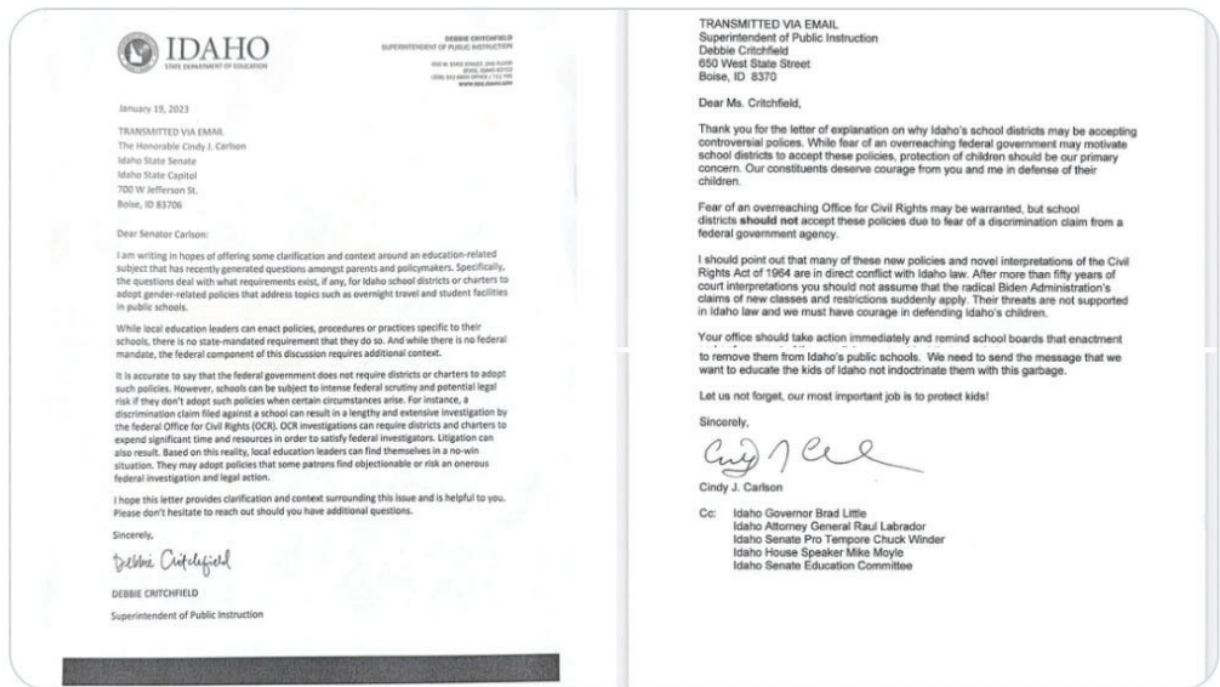 IDAHO
STATE DEPARTMENT OF EDUCATION
DEBBIE CRITCHFIELD
SUPERINTENDENT OF PUBLIC INSTRUCTION
January 19, 2023
TRANSMITTED VIA EMAIL
The Honorable Cindy J. Carlson
Idaho State Senate
Idaho State Capitol
700 W Jefferson St.
Boise, ID 83706
Dear Senator Carlson:
I am writing in hopes of offering some clarification and context around an education-related
subject that has recently generated questions amongst parents and policymakers. Specifically,
the questions deal with what requirements exist, if any, for Idaho school districts or charters to
adopt gender-related policies that address topics such as overnight travel and student facilities
in public schools.
While local education leaders can enact policies, procedures or practices specific to their
schools, there is no state-mandated requirement that they do so. And while there is no federal
mandate, the federal component of this discussion requires additional context.
It is accurate to say that the federal government does not require districts or charters to adopt
such policies. However, schools can be subject to intense federal scrutiny and potential legal
risk if they don't adopt such policies when certain circumstances arise. For instance, a
discrimination claim filed against a school can result in a lengthy and extensive investigation by
the federal Office for Civil Rights (OCR). OCR investigations can require districts and charters to
expend significant time and resources in order to satisfy federal investigators. Litigation can
also result. Based on this reality, local education leaders can find themselves in a no-win
situation. They may adopt policies that some patrons find objectionable or risk an onerous
federal investigation and legal action.
I hope this letter provides clarification and context surrounding this issue and is helpful to you.
Please don't hesitate to reach out should you have additional questions.
Sincerely,
Debbie Critchfield
DEBBIE CRITCHFIELD
Superintendent of Public Instruction
TRANSMITTED VIA EMAIL
Superintendent of Public Instruction
Debbie Critchfield
650 West State Street
Boise, ID 8370
Dear Ms. Critchfield,
Thank you for the letter of explanation on why Idaho's school districts may be accepting
controversial polices. While fear of an overreaching federal government may motivate
school districts to accept these policies, protection of children should be our primary
concern. Our constituents deserve courage from you and me in defense of their
children.
Fear of an overreaching Office for Civil Rights may be warranted, but school
districts should not accept these policies due to fear of a discrimination claim from a
federal government agency.
I should point out that many of these new policies and novel interpretations of the Civil
Rights Act of 1964 are in direct conflict with Idaho law. After more than fifty years of
court interpretations you should not assume that the radical Biden Administration's
claims of new classes and restrictions suddenly apply. Their threats are not supported
in Idaho law and we must have courage in defending Idaho's children.
Your office should take action immediately and remind school boards that enactment
to remove them from Idaho's public schools. We need to send the message that we
want to educate the kids of Idaho not indoctrinate them with this garbage.
Let us not forget, our most important job is to protect kids!
Sincerely,
Cindy J. Carlson
Cc: Idaho Governor Brad Little
Idaho Attorney General Raul Labrador
Idaho Senate Pro Tempore Chuck Winder
Idaho House Speaker Mike Moyle
Idaho Senate Education Committee